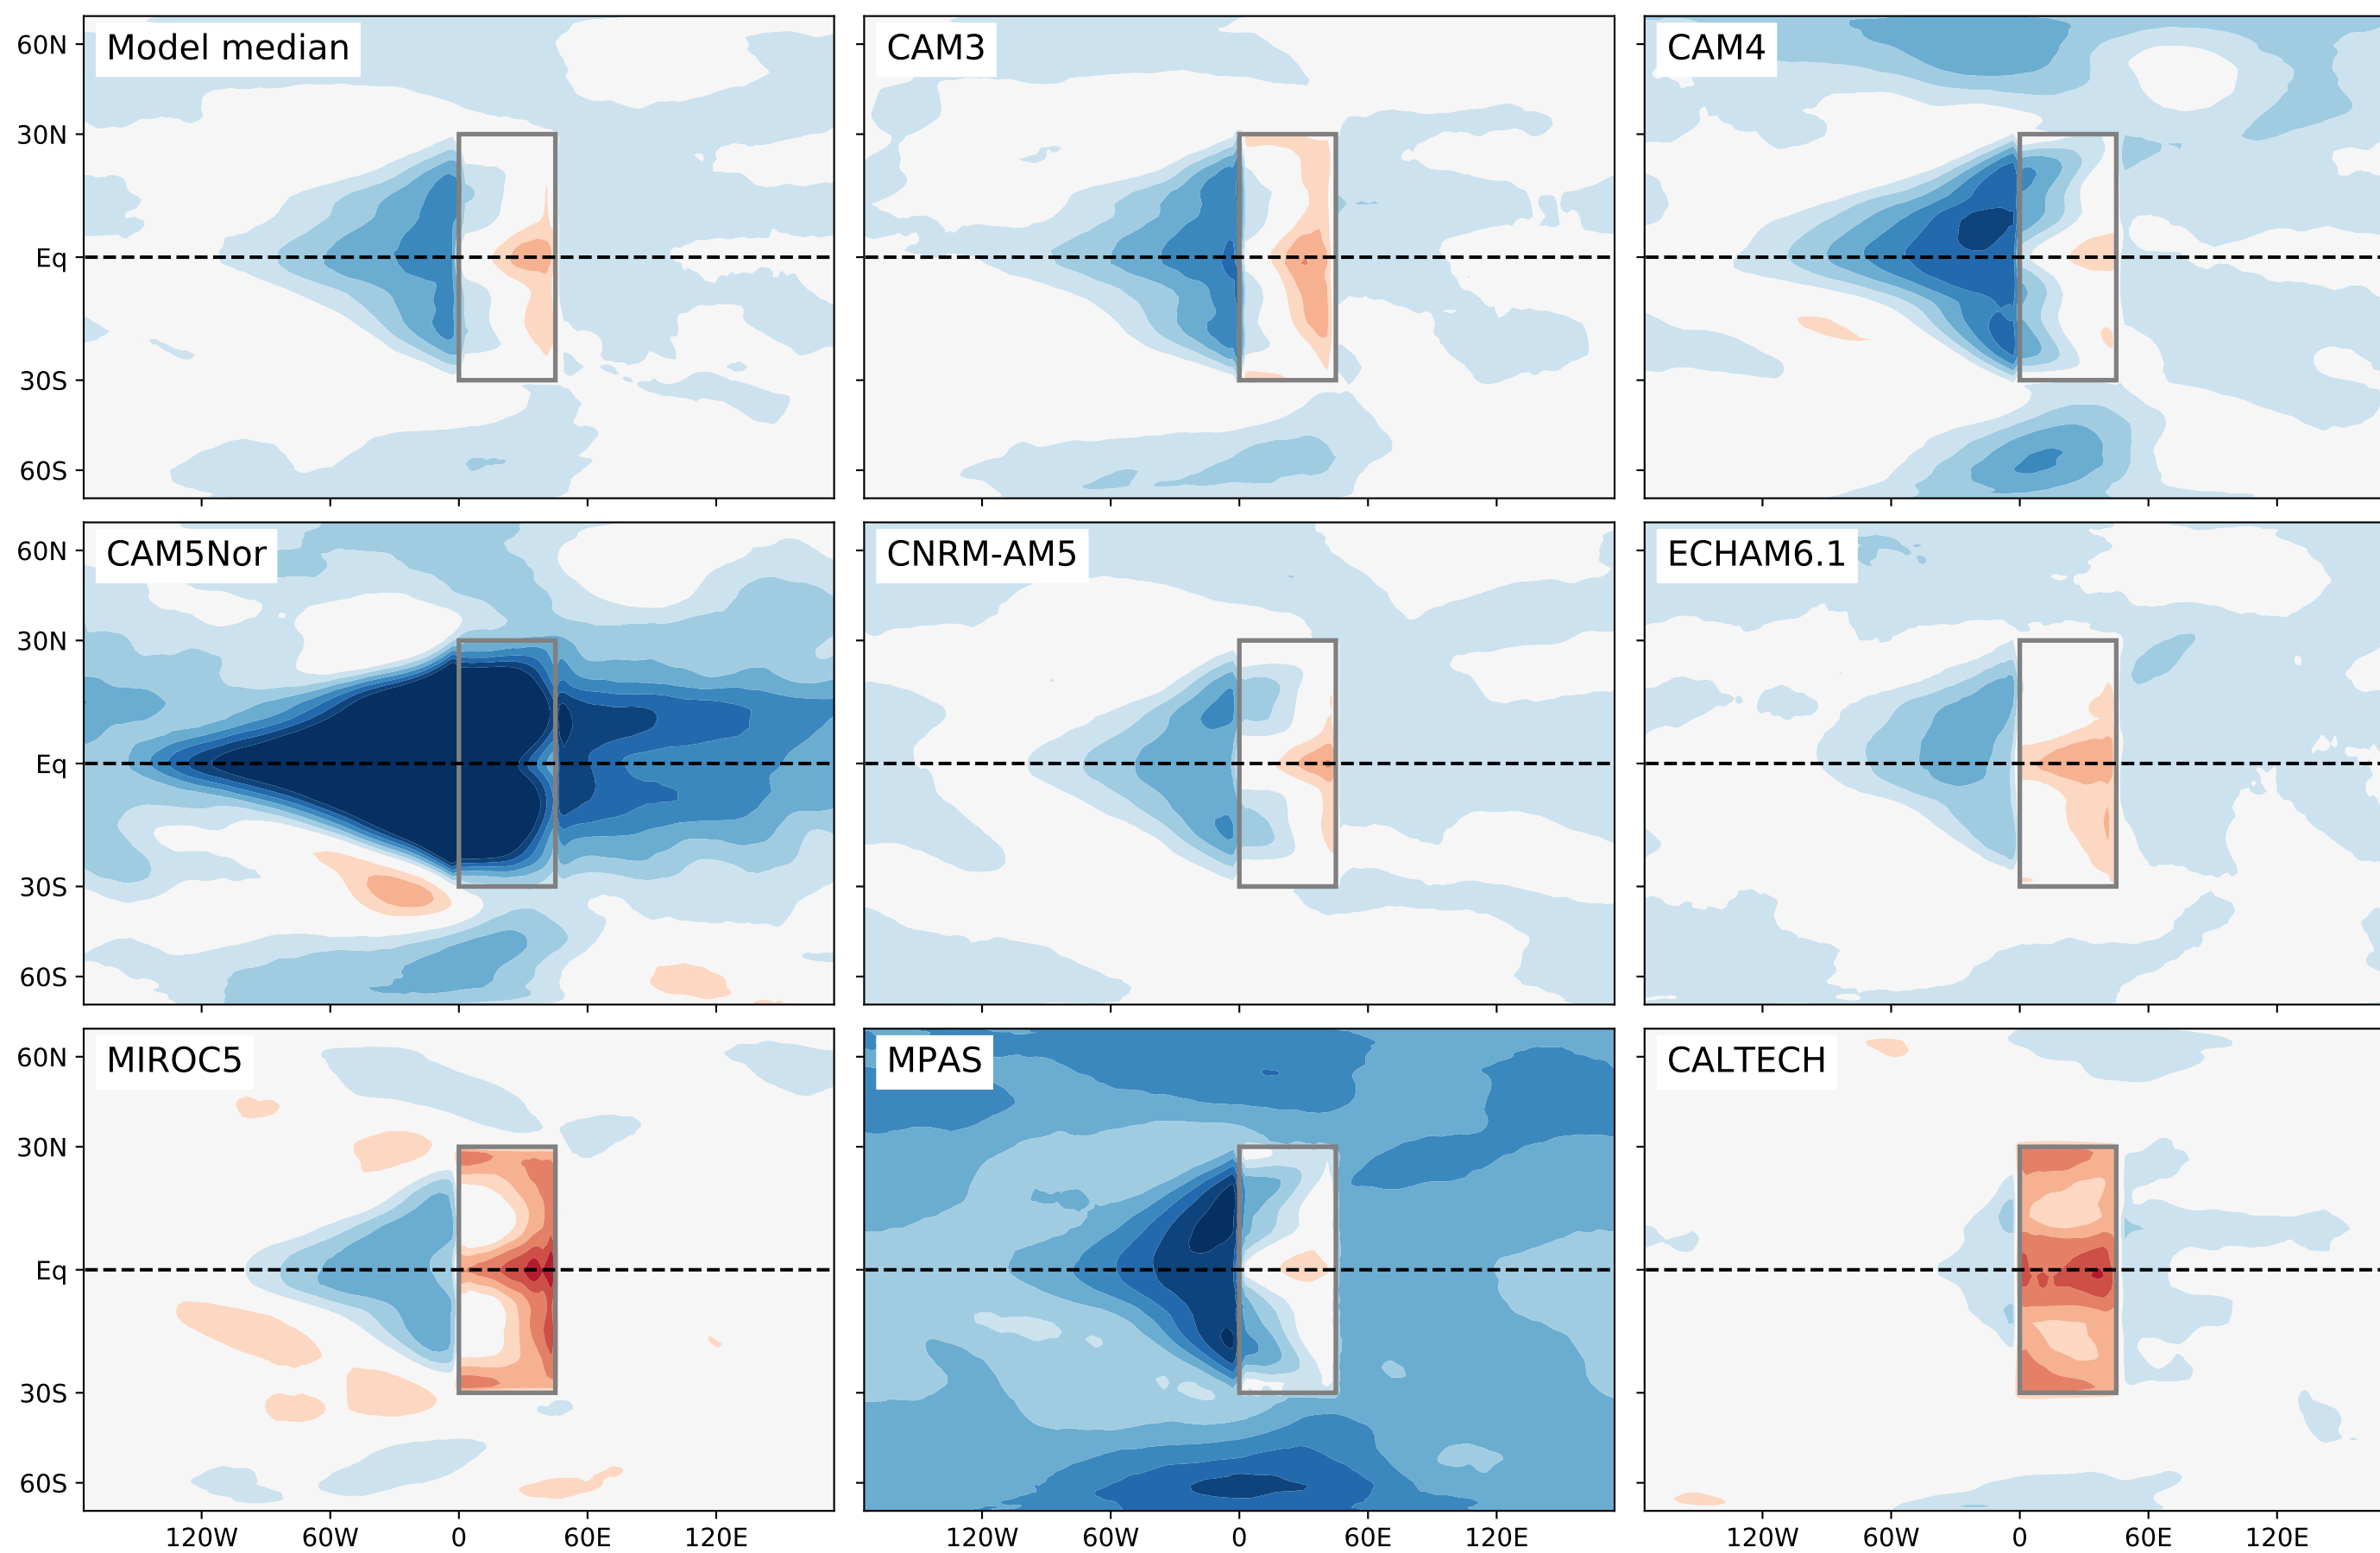 Model median
CAM3
CAM4
60N
30N
Eq
30S
60S
CAM5Nor
CNRM-AM5
ECHAM6.1
60N
30N
Eq
30S
60S
MIROC5
MPAS
CALTECH
60N
30N
Eq
30S
60S
120W 60W 0 60E 120E
120W 60W 0 60E 120E
120W 60W 0 60E 120E